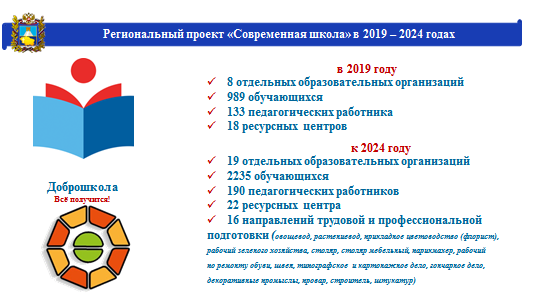 Региональный проект «Современная школа» в 2019 – 2024 годах
в 2019 году
8 отдельных образовательных организаций
989 обучающихся
133 педагогических работника
18 ресурсных центров
к 2024 году
19 отдельных образовательных организаций
2235 обучающихся
190 педагогических работников
22 ресурсных центра
16 направлений трудовой и профессиональной
подготовки (овощевод, растениевод, прикладное цветоводство (флорист),
рабочий зеленого хозяйства, столяр, столяр мебельный, парикмахер, рабочий
по ремонту обуви, швея, типографское и картонажное дело, гончарное дело,
декоративные промыслы, повар, строитель, штукатур)
Доброшкола
Всё получится!